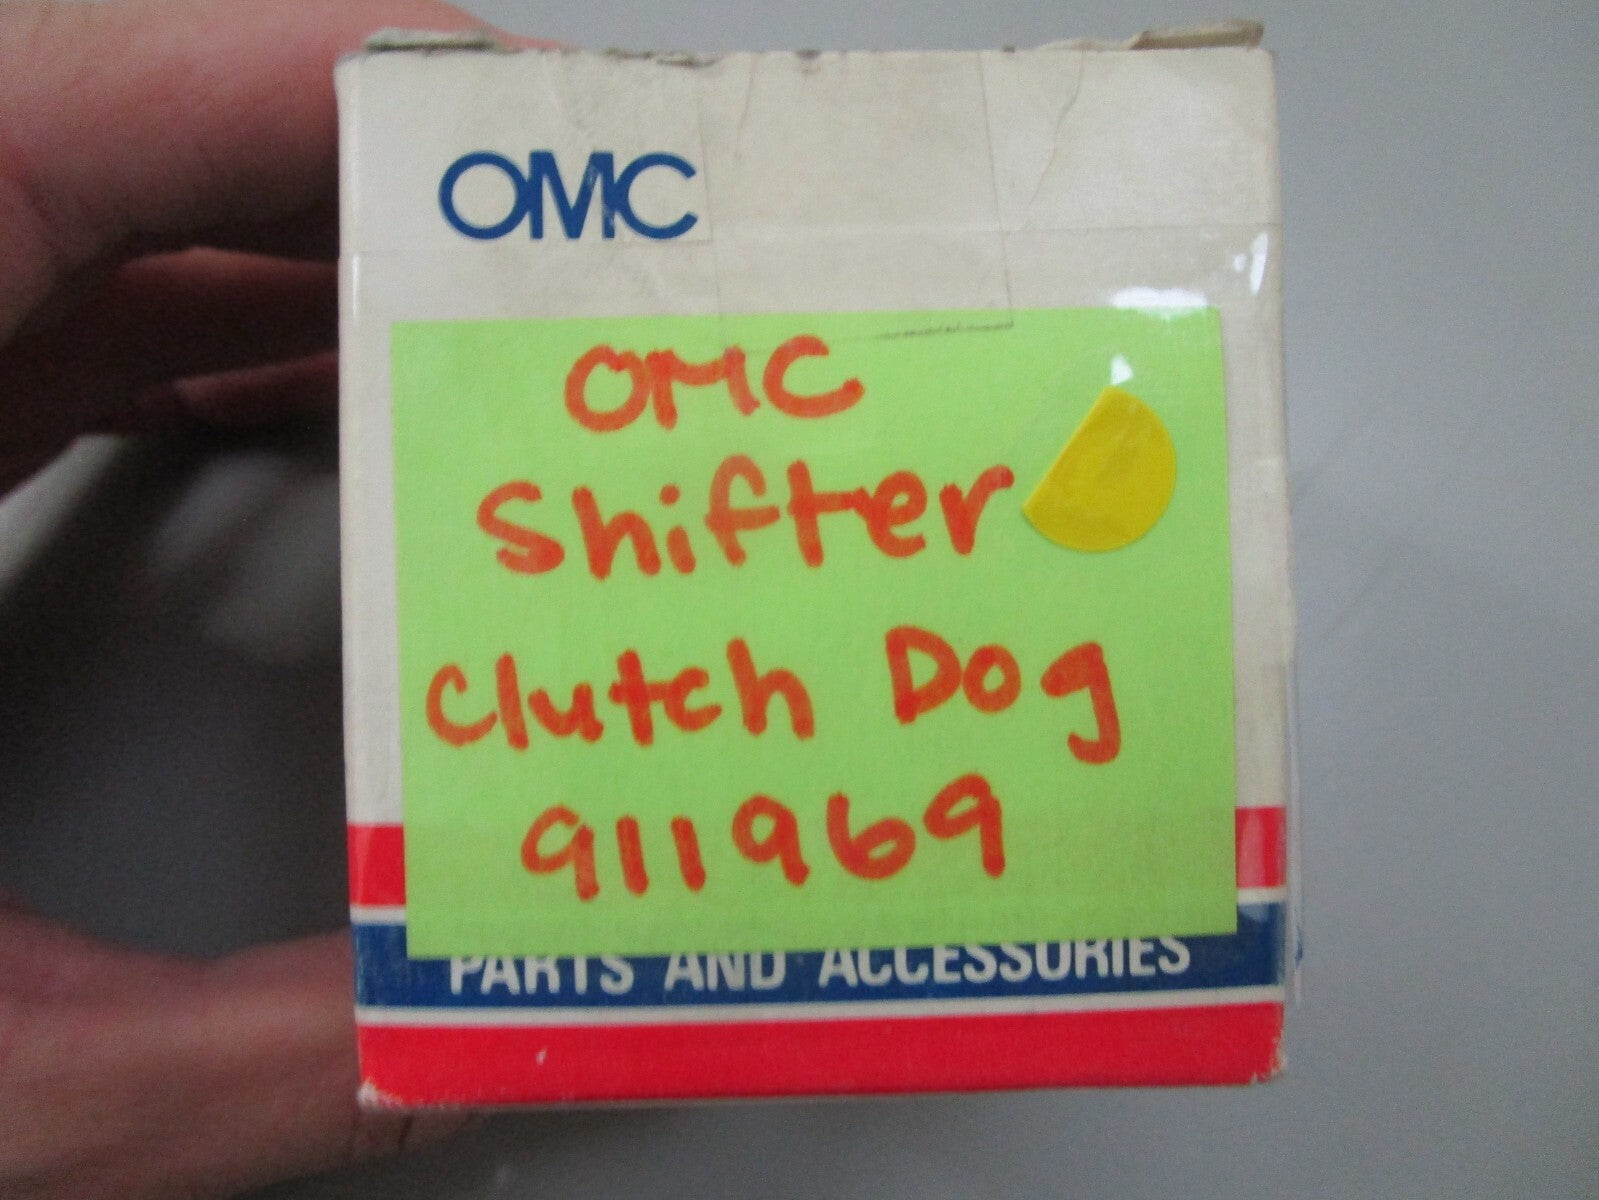 OMC
OMC
Shifter
Clutch Dog
911969
PARTS AND ACCESSORIES